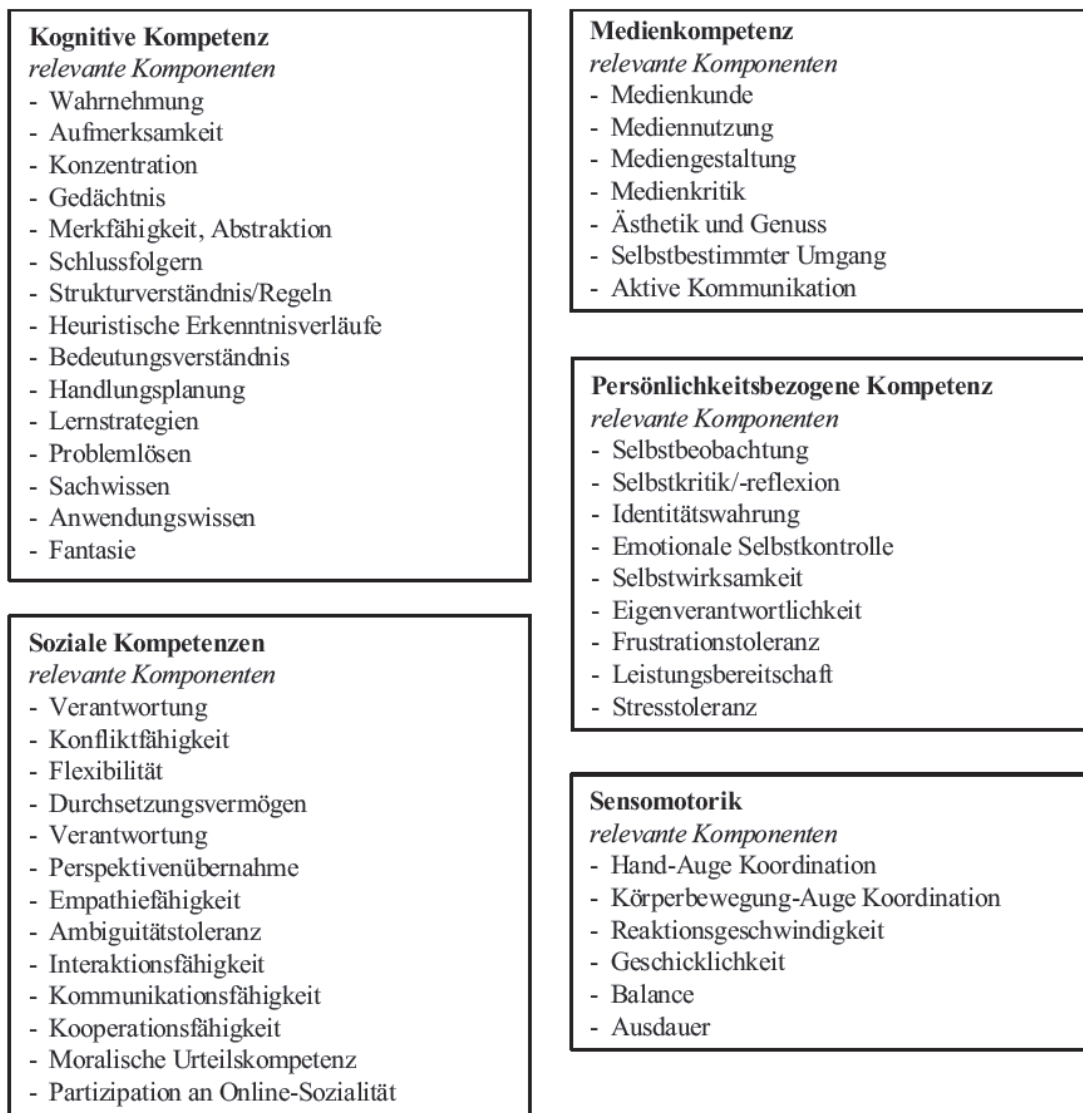 Kognitive Kompetenz
relevante Komponenten
- Wahrnehmung
- Aufmerksamkeit
- Konzentration
- Gedächtnis
- Merkfähigkeit, Abstraktion
- Schlussfolgern
- Strukturverständnis/Regeln
- Heuristische Erkenntnisverläufe
- Bedeutungsverständnis
- Handlungsplanung
- Lernstrategien
- Problemlösen
- Sachwissen
- Anwendungswissen
- Fantasie
Soziale Kompetenzen
relevante Komponenten
- Verantwortung
- Konfliktfähigkeit
- Flexibilität
- Durchsetzungsvermögen
- Verantwortung
- Perspektivenübernahme
- Empathiefähigkeit
- Ambiguitätstoleranz
- Interaktionsfähigkeit
- Kommunikationsfähigkeit
- Kooperationsfähigkeit
- Moralische Urteilskompetenz
- Partizipation an Online-Sozialität
Medienkompetenz
relevante Komponenten
- Medienkunde
- Mediennutzung
- Mediengestaltung
- Medienkritik
- Ästhetik und Genuss
- Selbstbestimmter Umgang
- Aktive Kommunikation
Persönlichkeitsbezogene Kompetenz
relevante Komponenten
- Selbstbeobachtung
- Selbstkritik/-reflexion
- Identitätswahrung
- Emotionale Selbstkontrolle
- Selbstwirksamkeit
- Eigenverantwortlichkeit
- Frustrationstoleranz
- Leistungsbereitschaft
- Stresstoleranz
Sensomotorik
relevante Komponenten
- Hand-Auge Koordination
- Körperbewegung-Auge Koordination
- Reaktionsgeschwindigkeit
- Geschicklichkeit
- Balance
- Ausdauer